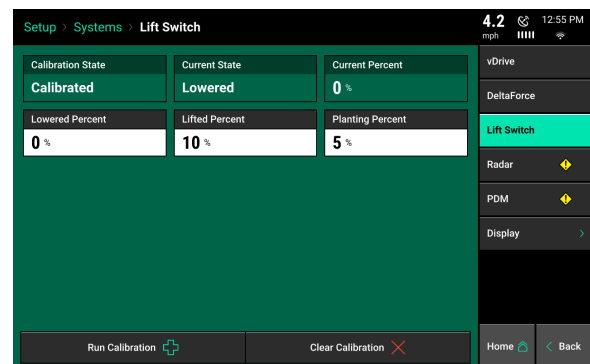 Setup > Systems > Lift Switch
4.2
mph
12:55 PM
Calibration State
Calibrated
Current State
Lowered
Current Percent
0 %
Lowered Percent
0 %
Lifted Percent
10 %
Planting Percent
5 %
vDrive
DeltaForce
Lift Switch
Radar
PDM
Display >
Run Calibration
Clear Calibration
Home
< Back